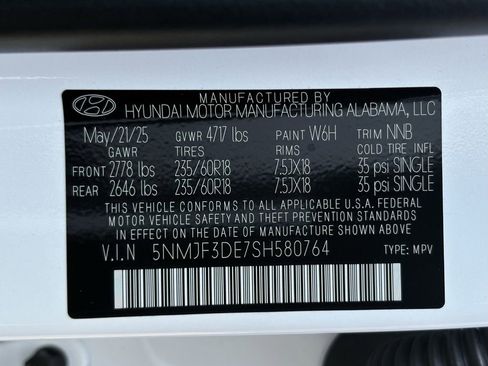 MANUFACTURED BY
HYUNDAI MOTOR MANUFACTURING ALABAMA, LLC
May/21/25 GVWR 4717 lbs PAINT W6H TRIM NNB
GAWR TIRES RIMS COLD TIRE INFL
FRONT 2778 lbs 235/60R18 7.5JX18 35 psi SINGLE
REAR 2646 lbs 235/60R18 7.5JX18 35 psi SINGLE
THIS VEHICLE CONFORMS TO ALL APPLICABLE U.S.A. FEDERAL
MOTOR VEHICLE SAFETY AND THEFT PREVENTION STANDARDS IN
EFFECT ON THE DATE OF MANUFACTURE SHOWN ABOVE.
V.I.N 5NMJF3DE7SH580764 TYPE: MPV